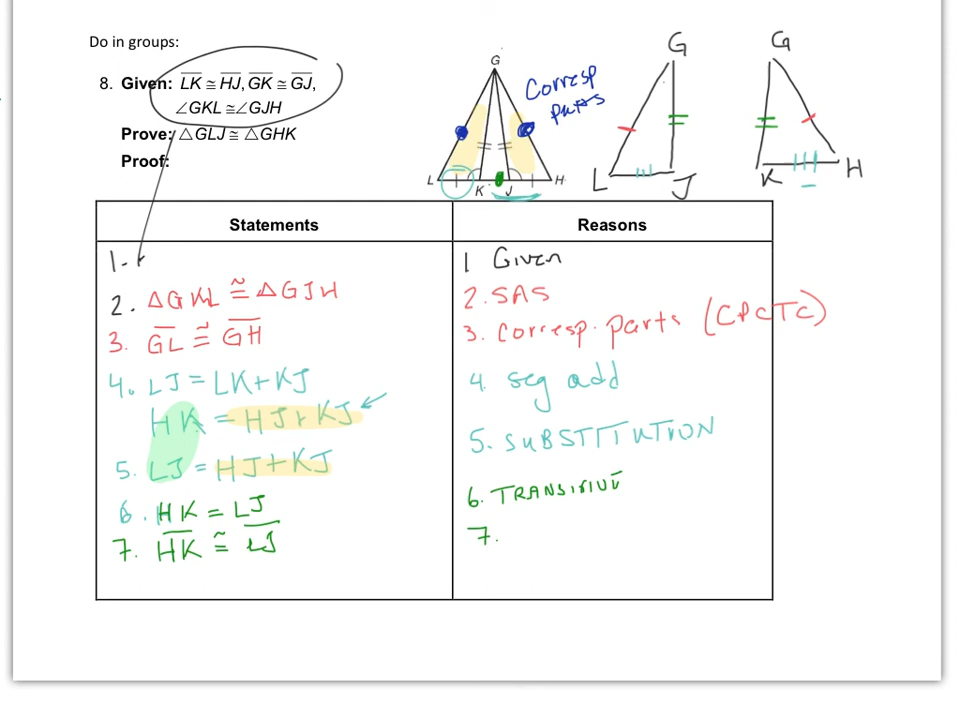 Do in groups:
8. Given: LK ≅ HJ, GK ≅ GJ,
∠GKL ≅∠GJH
Prove: △GLJ ≅ △GHK
Proof:
G
L
K
J
H
Corresp
parts
G
L
J
G
K
H
Statements
Reasons
1-
1 Given
2. △GKL ≅ △GJH
2. SAS
3. GL ≅ GH
3. Corresp. parts (CPCTC)
4. LJ = LK+KJ
4. seg add
HK = HJ+KJ
5. LJ = HJ+KJ
5. SUBSTITUTION
6. HK = LJ
6. TRANSITIVE
7. HK ≅ LJ
7.